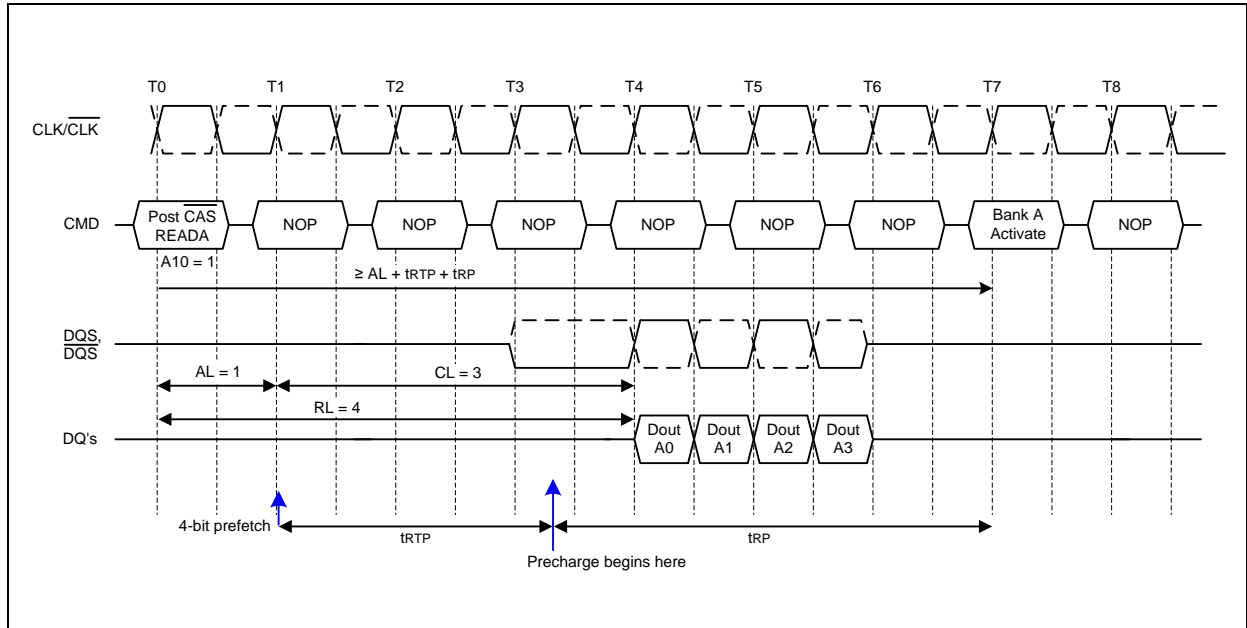 T0 T1 T2 T3 T4 T5 T6 T7 T8
CLK/CLK
CMD
Post CAS
READA
NOP NOP NOP NOP NOP NOP
Bank A
Activate
NOP
A10 = 1
≥ AL + tRTP + tRP
DQS,
DQS
AL = 1
CL = 3
RL = 4
DQ's
Dout
A0
Dout
A1
Dout
A2
Dout
A3
4-bit prefetch
tRTP
tRP
Precharge begins here